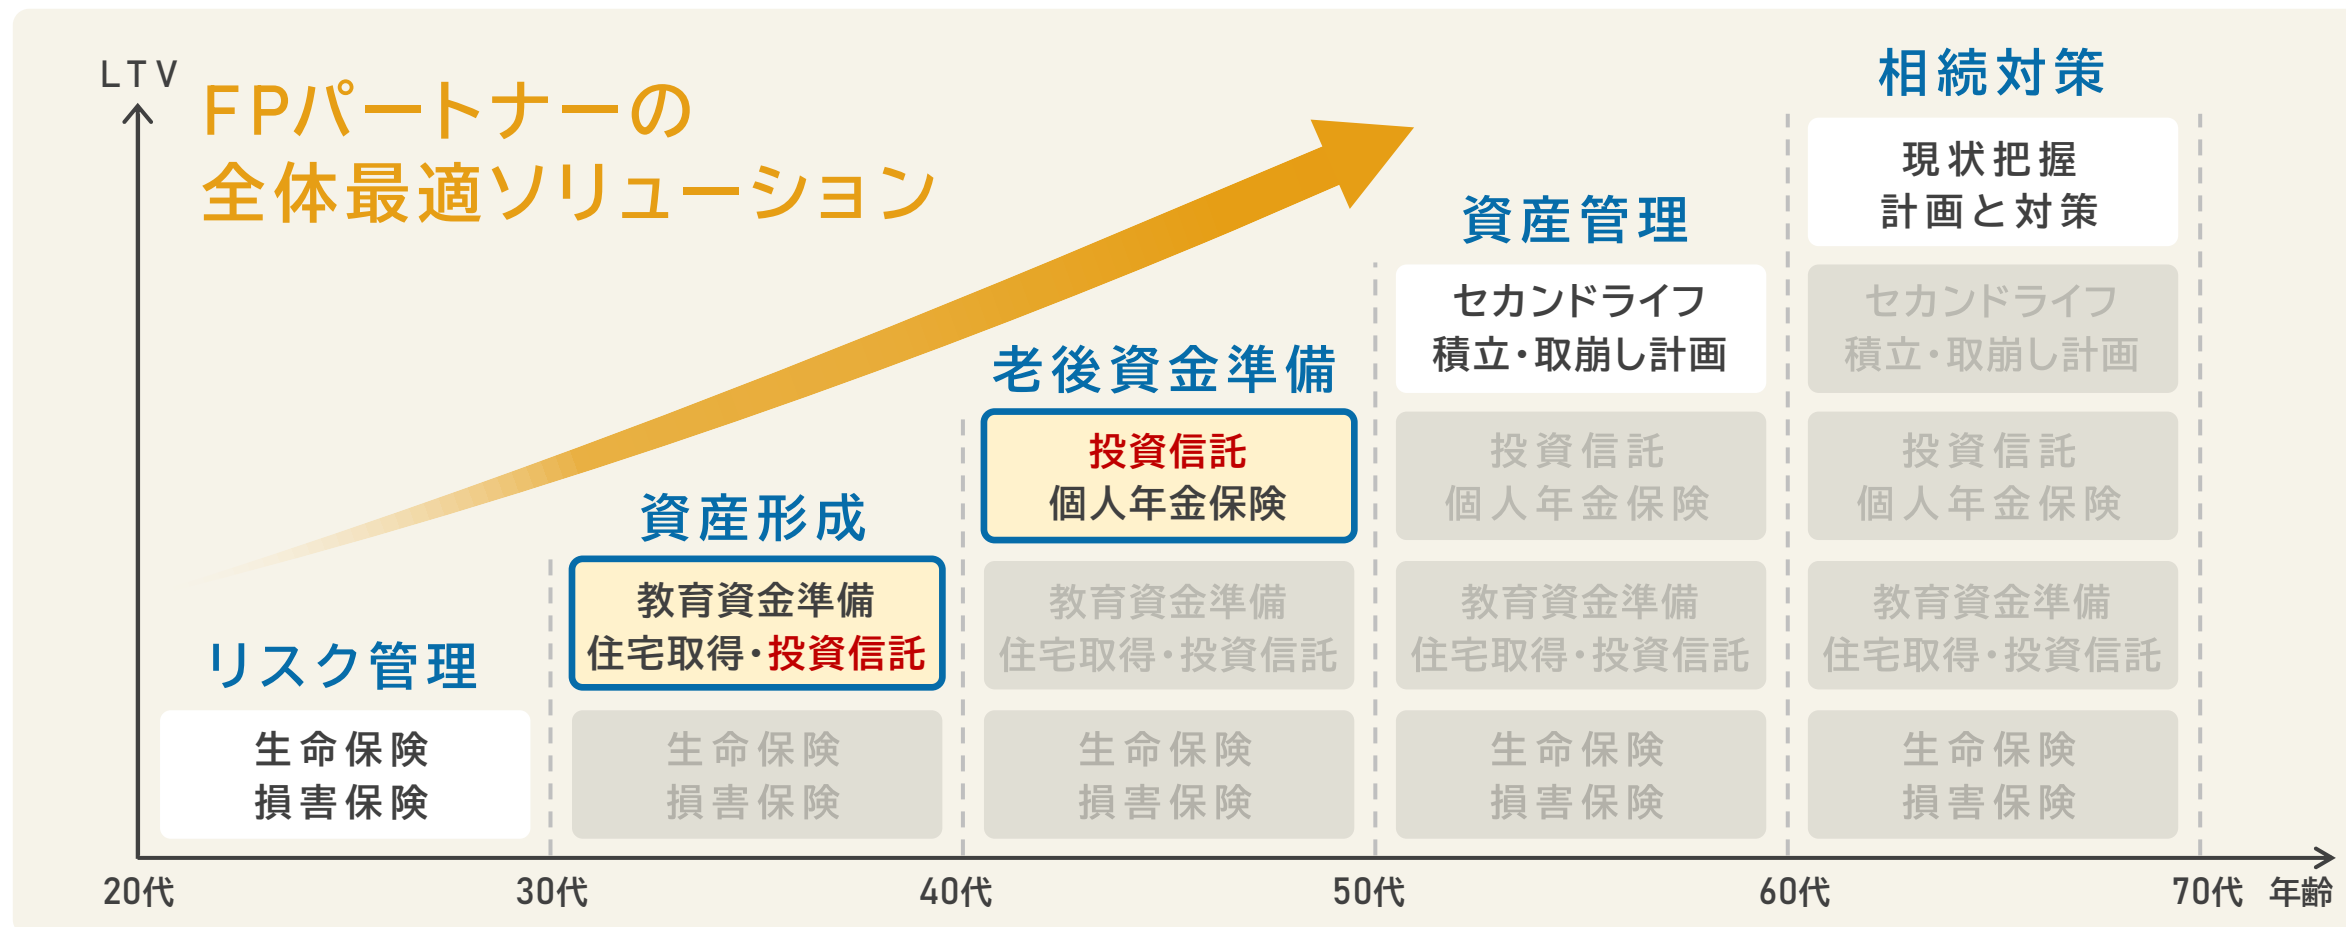 LTV
FPパートナーの
全体最適ソリューション
リスク管理
生命保険
損害保険
資産形成
教育資金準備
住宅取得・投資信託
生命保険
損害保険
老後資金準備
投資信託
個人年金保険
教育資金準備
住宅取得・投資信託
生命保険
損害保険
資産管理
セカンドライフ
積立・取崩し計画
投資信託
個人年金保険
教育資金準備
住宅取得・投資信託
生命保険
損害保険
相続対策
現状把握
計画と対策
セカンドライフ
積立・取崩し計画
投資信託
個人年金保険
教育資金準備
住宅取得・投資信託
生命保険
損害保険
20代 30代 40代 50代 60代 70代 年齢